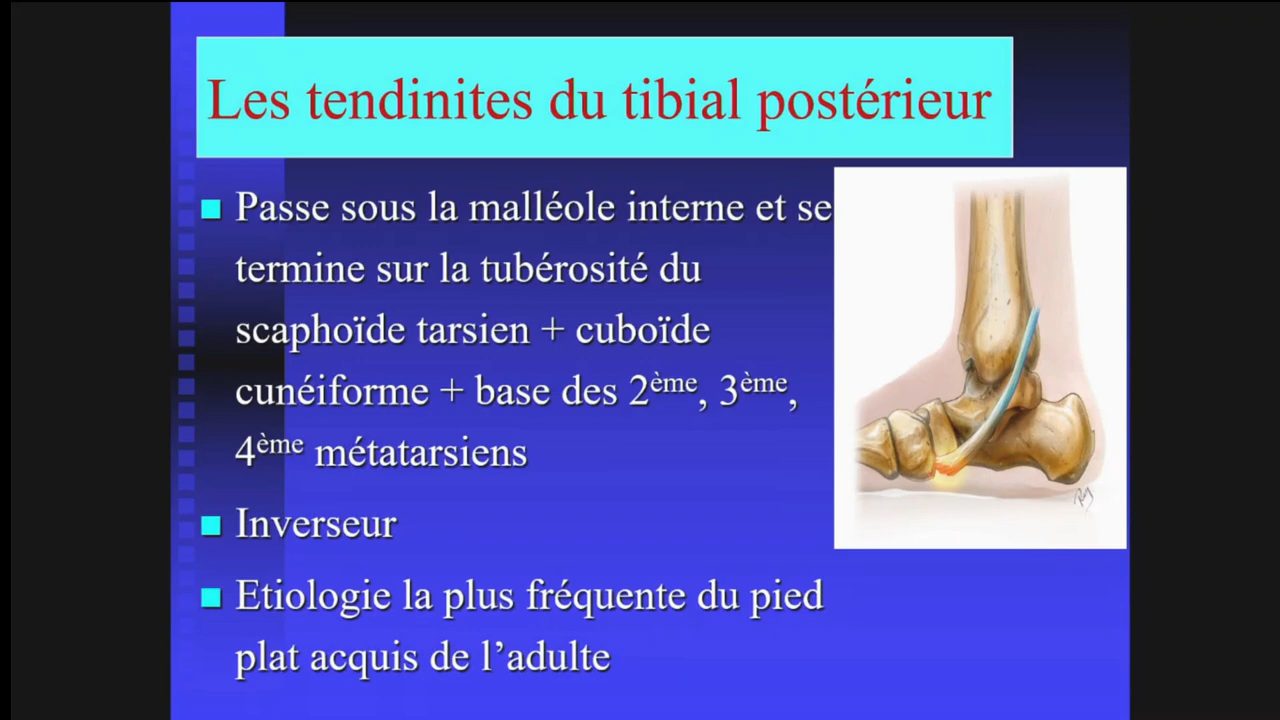 Les tendinites du tibial postérieur
Passe sous la malléole interne et se
termine sur la tubérosité du
scaphoïde tarsien + cuboïde
cunéiforme + base des 2ème, 3ème,
4ème métatarsiens
Inverseur
Etiologie la plus fréquente du pied
plat acquis de l’adulte